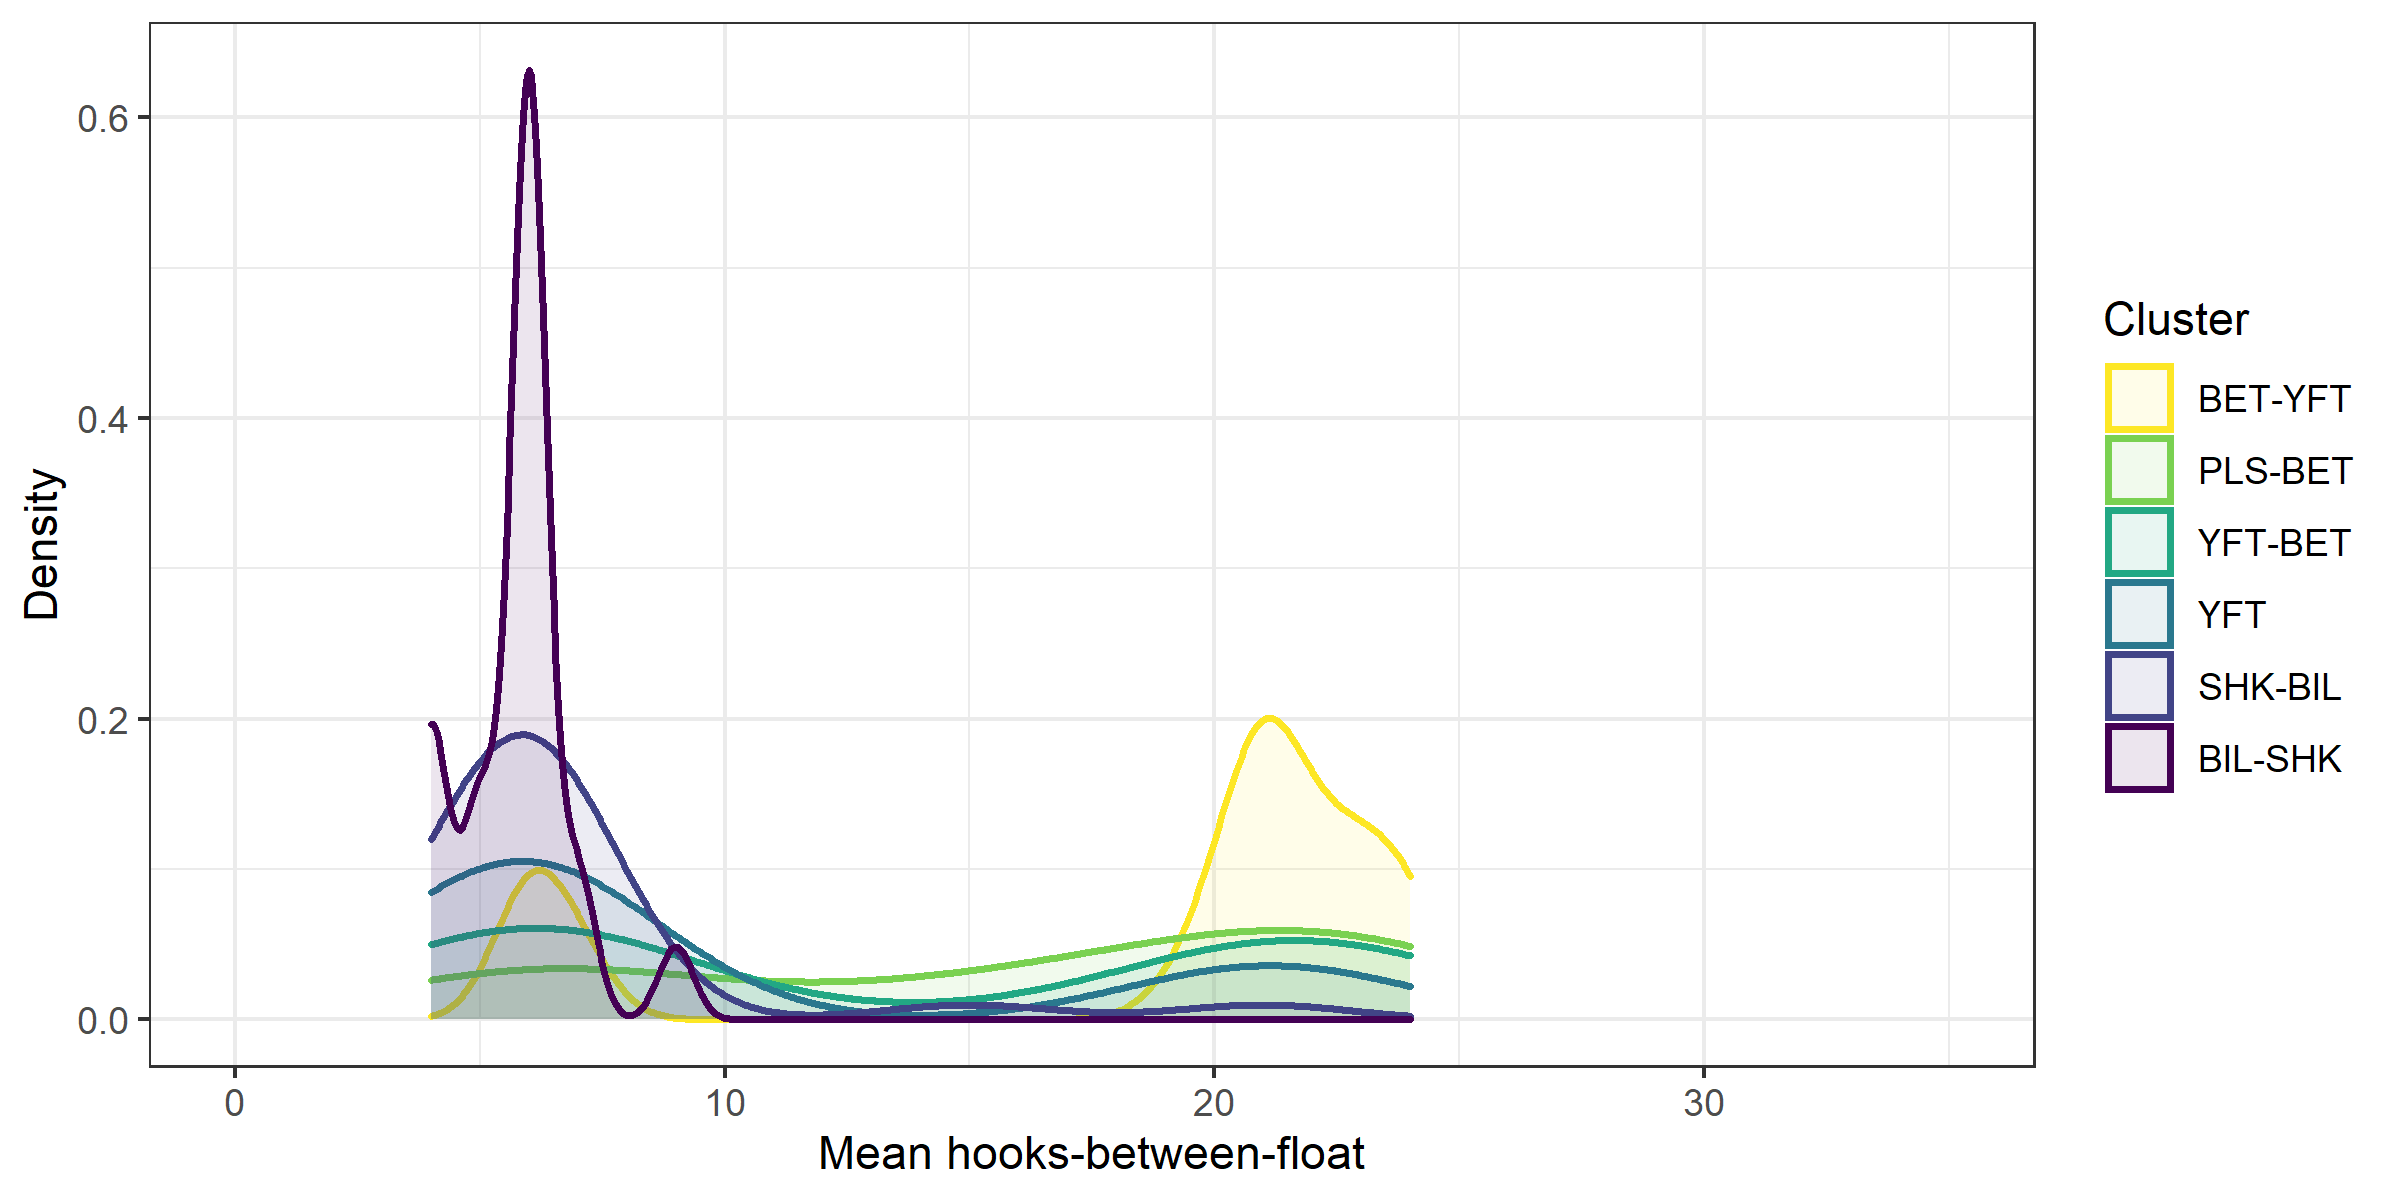 Density
0.6
0.4
0.2
0.0
0 10 20 30
Mean hooks-between-float
Cluster
BET-YFT
PLS-BET
YFT-BET
YFT
SHK-BIL
BIL-SHK